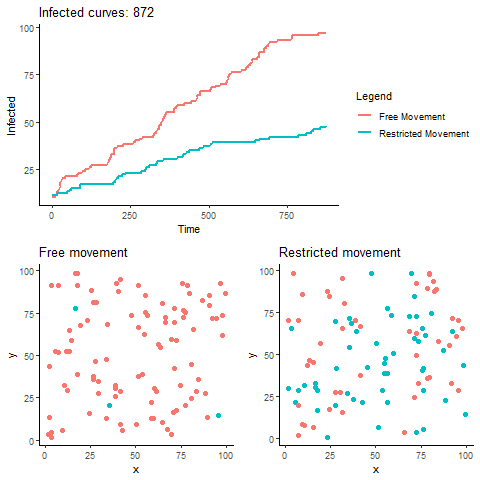 Infected curves: 872
100
75
50
25
Infected
0
250
500
750
Time
Legend
Free Movement
Restricted Movement
Free movement
100
75
50
25
0
y
0
25
50
75
100
x
Restricted movement
100
75
50
25
0
y
0
25
50
75
100
x